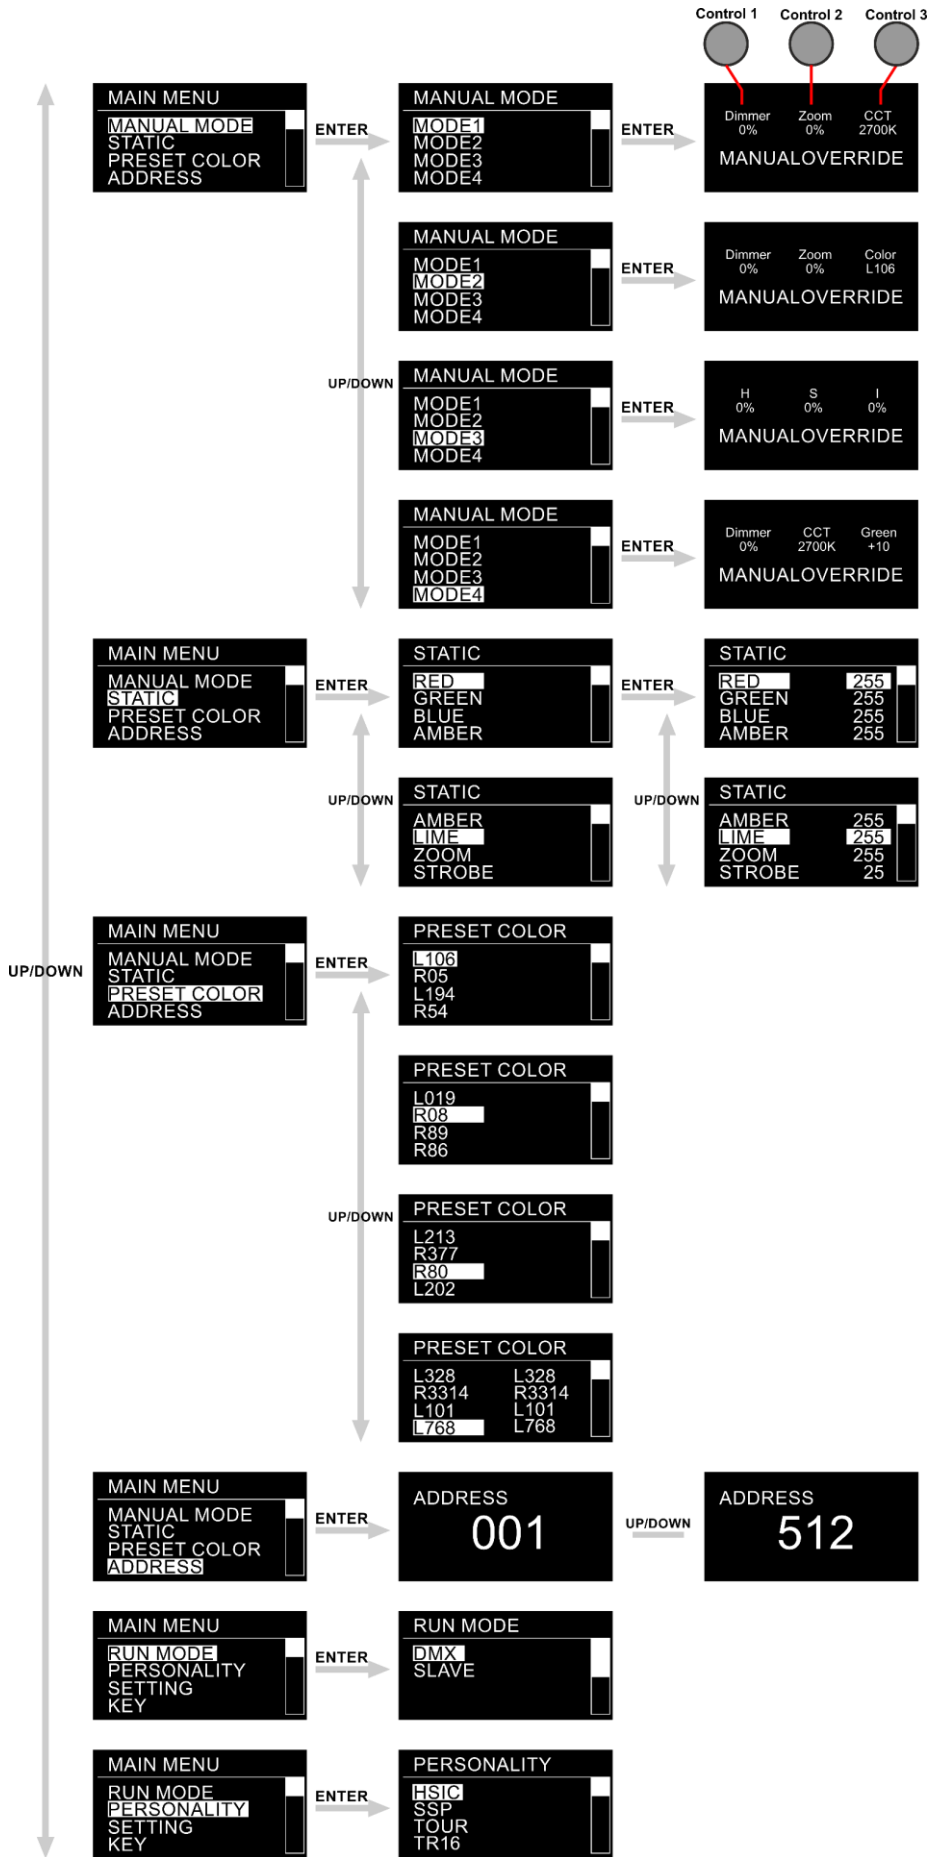 Control 1 Control 2 Control 3
MAIN MENU
MANUAL MODE
STATIC
PRESET COLOR
ADDRESS
ENTER
MANUAL MODE
MODE1
MODE2
MODE3
MODE4
ENTER
Dimmer Zoom CCT
0% 0% 2700K
MANUALOVERRIDE
MANUAL MODE
MODE1
MODE2
MODE3
MODE4
ENTER
Dimmer Zoom Color
0% 0% L106
MANUALOVERRIDE
UP/DOWN
MANUAL MODE
MODE1
MODE2
MODE3
MODE4
ENTER
H S I
0% 0% 0%
MANUALOVERRIDE
MANUAL MODE
MODE1
MODE2
MODE3
MODE4
ENTER
Dimmer CCT Green
0% 2700K +10
MANUALOVERRIDE
MAIN MENU
MANUAL MODE
STATIC
PRESET COLOR
ADDRESS
ENTER
STATIC
RED
GREEN
BLUE
AMBER
ENTER
STATIC
RED 255
GREEN 255
BLUE 255
AMBER 255
UP/DOWN
STATIC
AMBER
LIME
ZOOM
STROBE
UP/DOWN
STATIC
AMBER 255
LIME 255
ZOOM 255
STROBE 25
UP/DOWN
MAIN MENU
MANUAL MODE
STATIC
PRESET COLOR
ADDRESS
ENTER
PRESET COLOR
L106
R05
L194
R54
PRESET COLOR
L019
R08
R89
R86
UP/DOWN
PRESET COLOR
L213
R377
R80
L202
PRESET COLOR
L328 L328
R3314 R3314
L101 L101
L768 L768
MAIN MENU
MANUAL MODE
STATIC
PRESET COLOR
ADDRESS
ENTER
ADDRESS
001
UP/DOWN
ADDRESS
512
MAIN MENU
RUN MODE
PERSONALITY
SETTING
KEY
ENTER
RUN MODE
DMX
SLAVE
MAIN MENU
RUN MODE
PERSONALITY
SETTING
KEY
ENTER
PERSONALITY
HSIC
SSP
TOUR
TR16